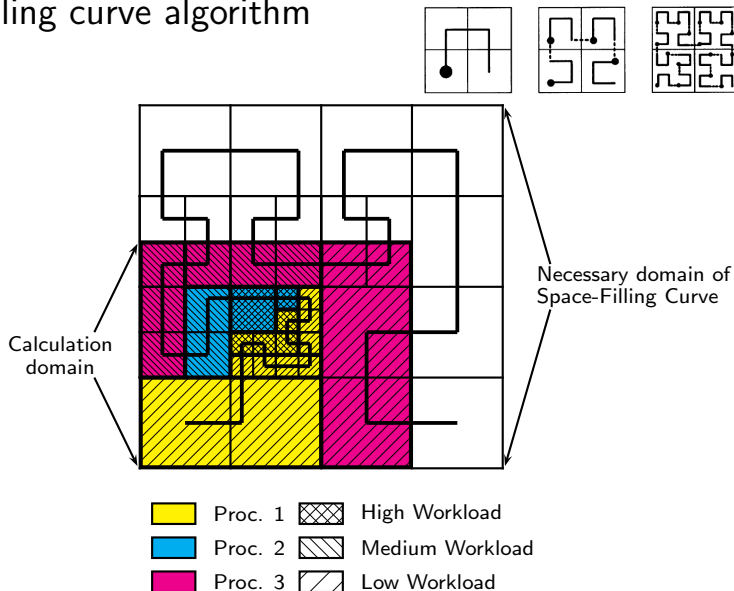 ling curve algorithm
Necessary domain of
Space-Filling Curve
Calculation
domain
Proc. 1 High Workload
Proc. 2 Medium Workload
Proc. 3 Low Workload